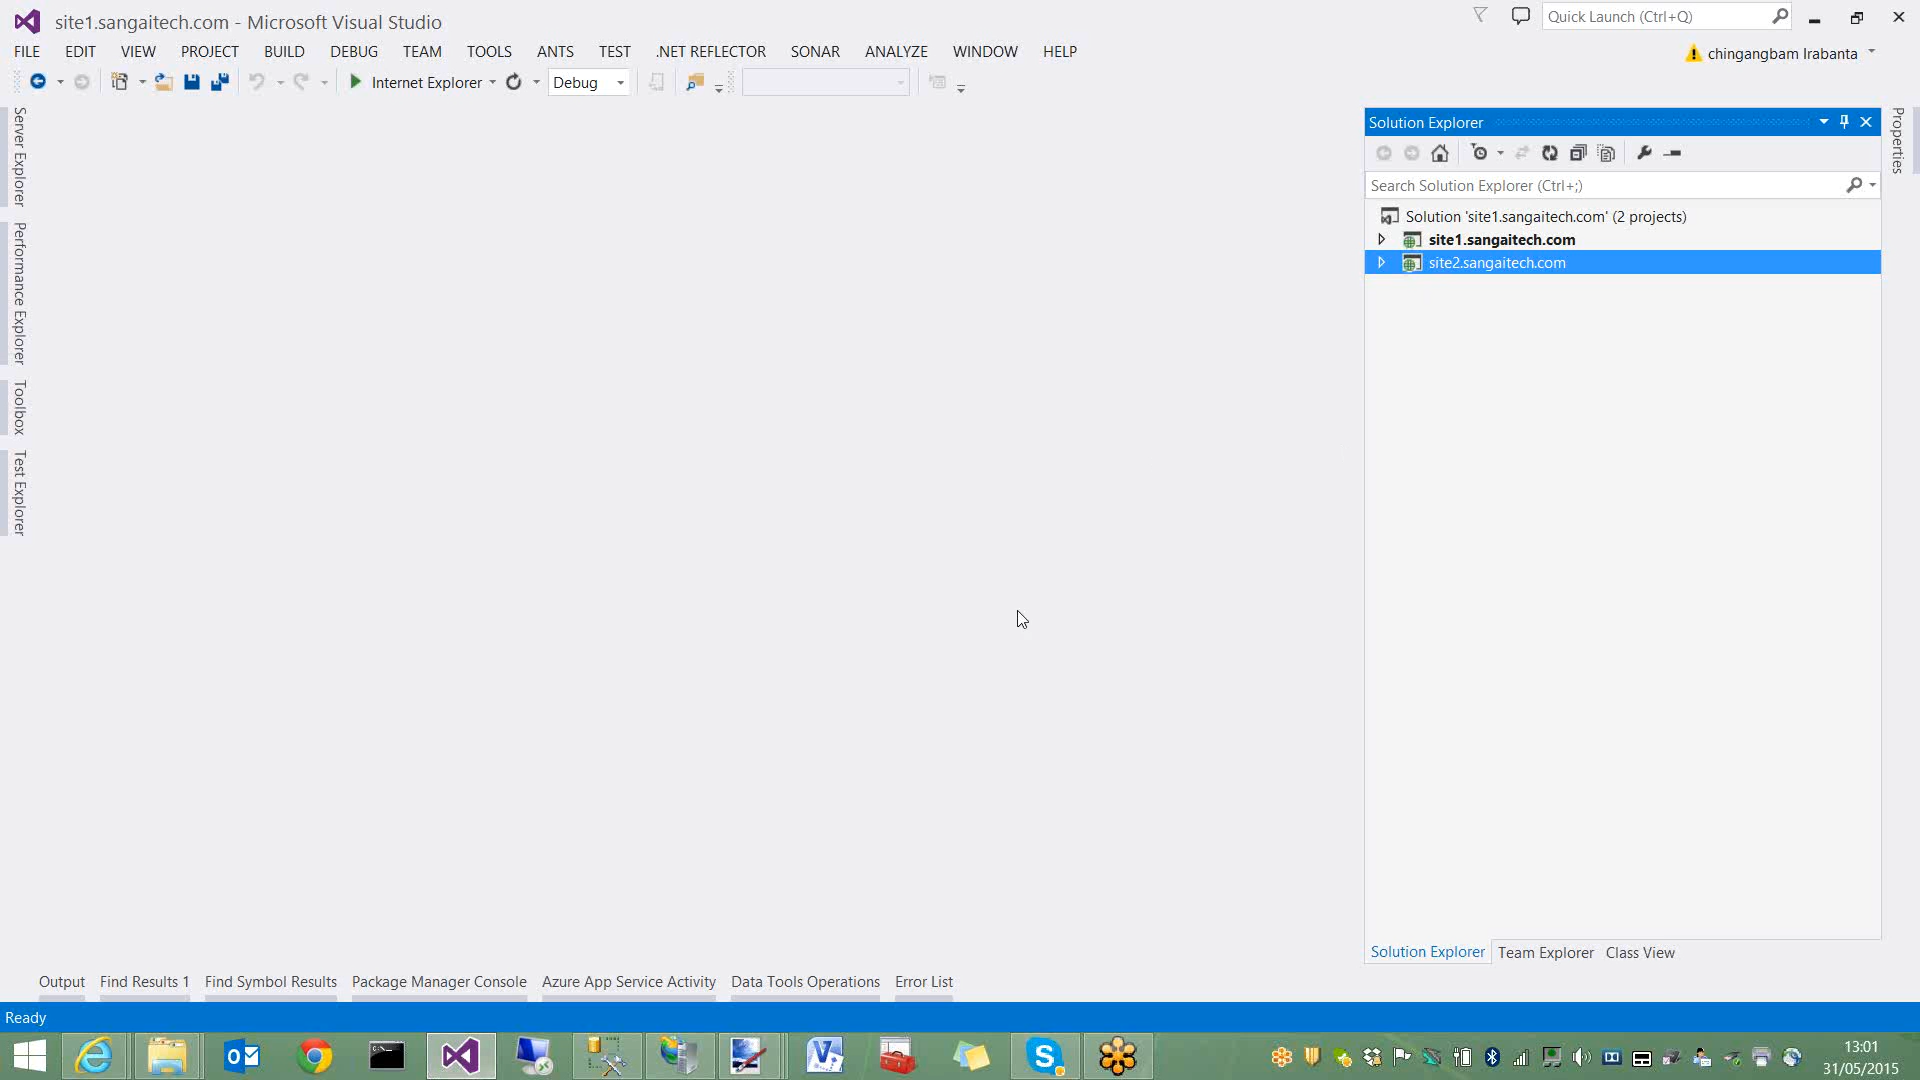 site1.sangaitech.com - Microsoft Visual Studio
Quick Launch (Ctrl+Q)
FILE EDIT VIEW PROJECT BUILD DEBUG TEAM TOOLS ANTS TEST .NET REFLECTOR SONAR ANALYZE WINDOW HELP
chingangbam Irabanta
Internet Explorer
Debug
Server Explorer
Performance Explorer
Toolbox
Test Explorer
Solution Explorer
Search Solution Explorer (Ctrl+;)
Solution 'site1.sangaitech.com' (2 projects)
site1.sangaitech.com
site2.sangaitech.com
Properties
Solution Explorer Team Explorer Class View
Output Find Results 1 Find Symbol Results Package Manager Console Azure App Service Activity Data Tools Operations Error List
Ready
13:01
31/05/2015